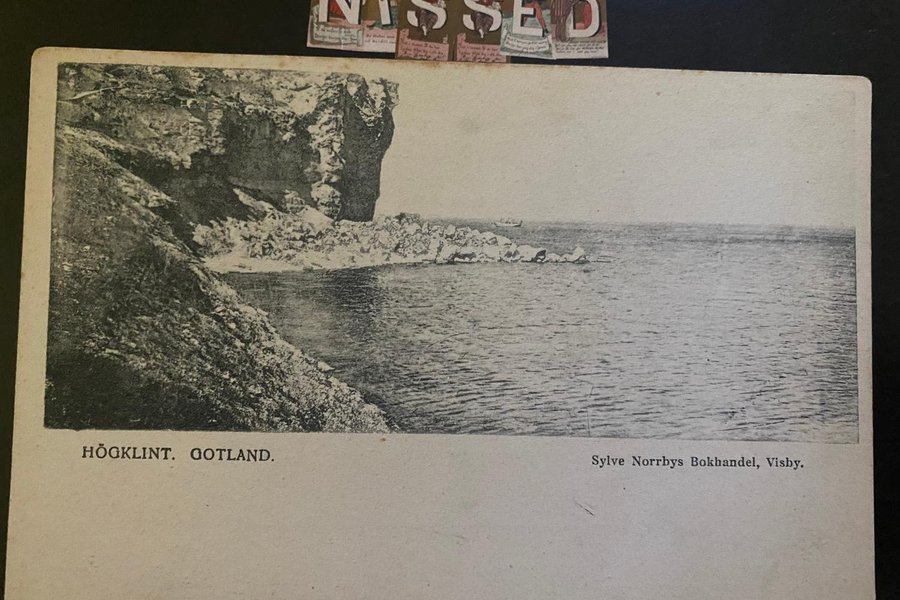 NISSED
HÖGKLINT. GOTLAND.
Sylve Norrbys Bokhandel, Visby.